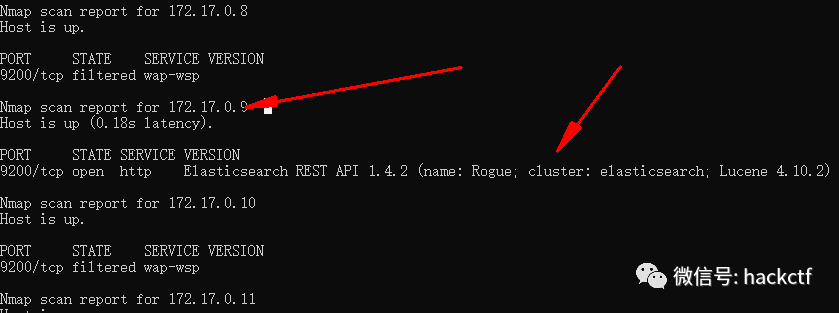 Nmap scan report for 172.17.0.8
Host is up.
PORT STATE SERVICE VERSION
9200/tcp filtered wap-wsp
Nmap scan report for 172.17.0.9
Host is up (0.18s latency).
PORT STATE SERVICE VERSION
9200/tcp open http Elasticsearch REST API 1.4.2 (name: Rogue; cluster: elasticsearch; Lucene 4.10.2)
Nmap scan report for 172.17.0.10
Host is up.
PORT STATE SERVICE VERSION
9200/tcp filtered wap-wsp
微信号: hackctf
Nmap scan report for 172.17.0.11